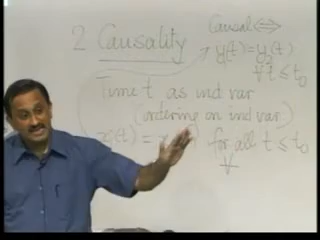 2 Causality
Causal ⇔
y₁(t) = y₂(t)
∀ t ≤ t₀
Time t as ind var
(ordering on ind var
(t) = for all t ≤ t₀
∀